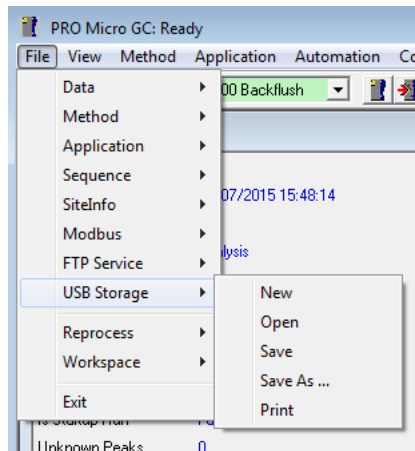 PRO Micro GC: Ready
File View Method Application Automation
00 Backflush
Data
Method
Application
Sequence
SiteInfo
07/2015 15:48:14
Modbus
FTP Service
USB Storage
New
Open
Save
Save As ...
Print
Reprocess
Workspace
Exit
Unknown Peaks 0